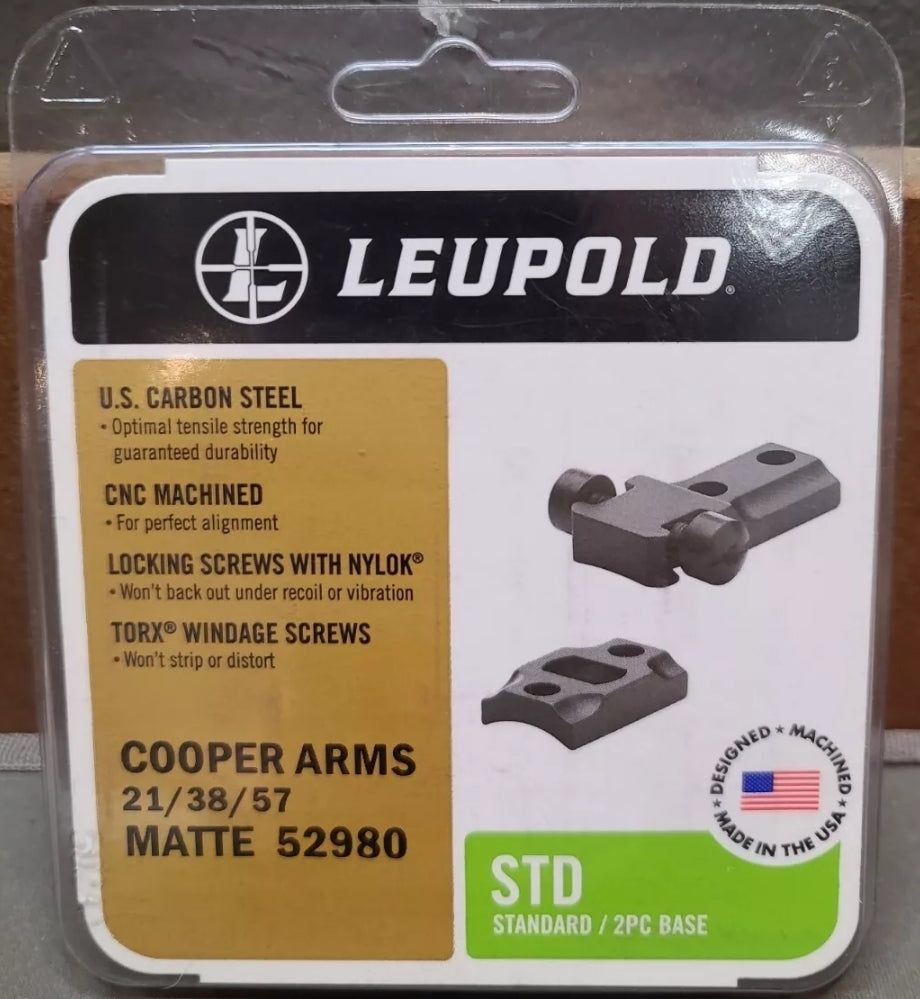 LEUPOLD®
U.S. CARBON STEEL
• Optimal tensile strength for
guaranteed durability
CNC MACHINED
• For perfect alignment
LOCKING SCREWS WITH NYLOK®
• Won't back out under recoil or vibration
TORX® WINDAGE SCREWS
• Won't strip or distort
COOPER ARMS
21/38/57
MATTE 52980
DESIGNED ★ MACHINED
★ MADE IN THE USA ★
STD
STANDARD / 2PC BASE